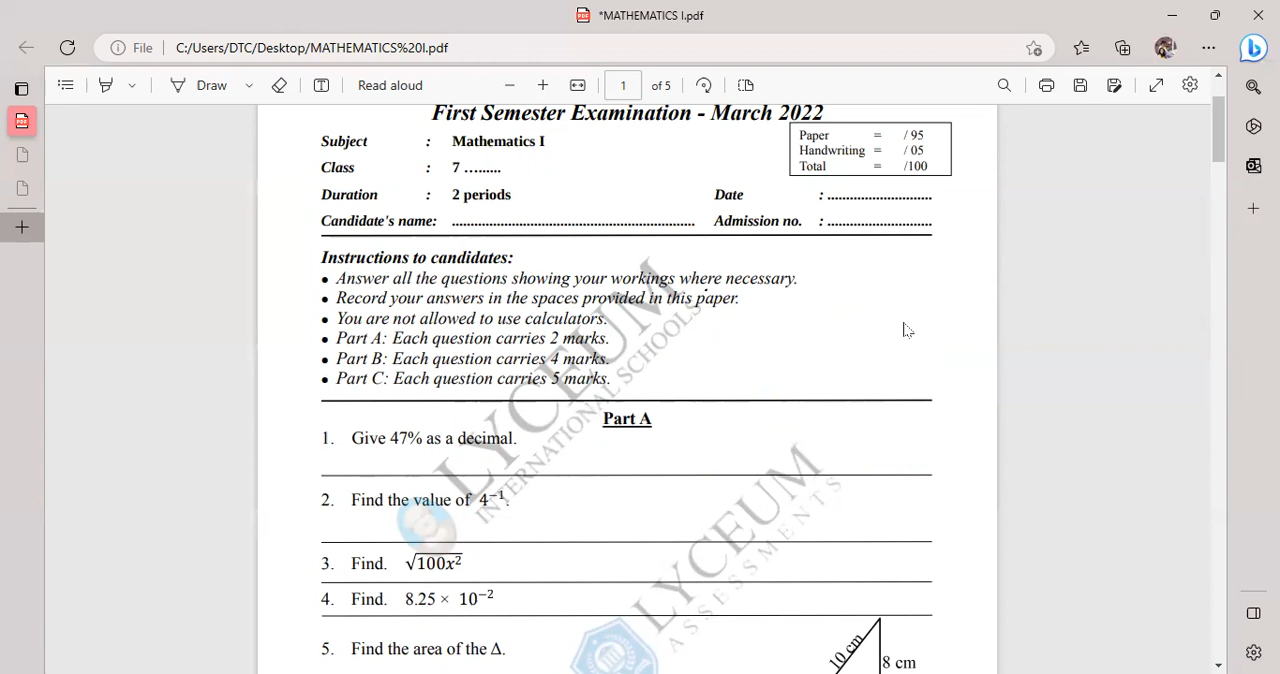 *MATHEMATICS I.pdf
File C:/Users/DTC/Desktop/MATHEMATICS%20I.pdf
Draw Read aloud 1 of 5
First Semester Examination - March 2022
Subject : Mathematics I
Class : 7 ........
Duration : 2 periods
Paper = / 95
Handwriting = / 05
Total = /100
Date : ..............................
Candidate's name: ......................................................................
Admission no. : ..............................
Instructions to candidates:
• Answer all the questions showing your workings where necessary.
• Record your answers in the spaces provided in this paper.
• You are not allowed to use calculators.
• Part A: Each question carries 2 marks.
• Part B: Each question carries 4 marks.
• Part C: Each question carries 5 marks.
Part A
1. Give 47% as a decimal.
2. Find the value of 4⁻¹.
3. Find. √100x²
4. Find. 8.25 × 10⁻²
5. Find the area of the Δ.
10 cm
8 cm
LYCEUM
INTERNATIONAL SCHOOLS
LYCEUM
ASSESSMENTS